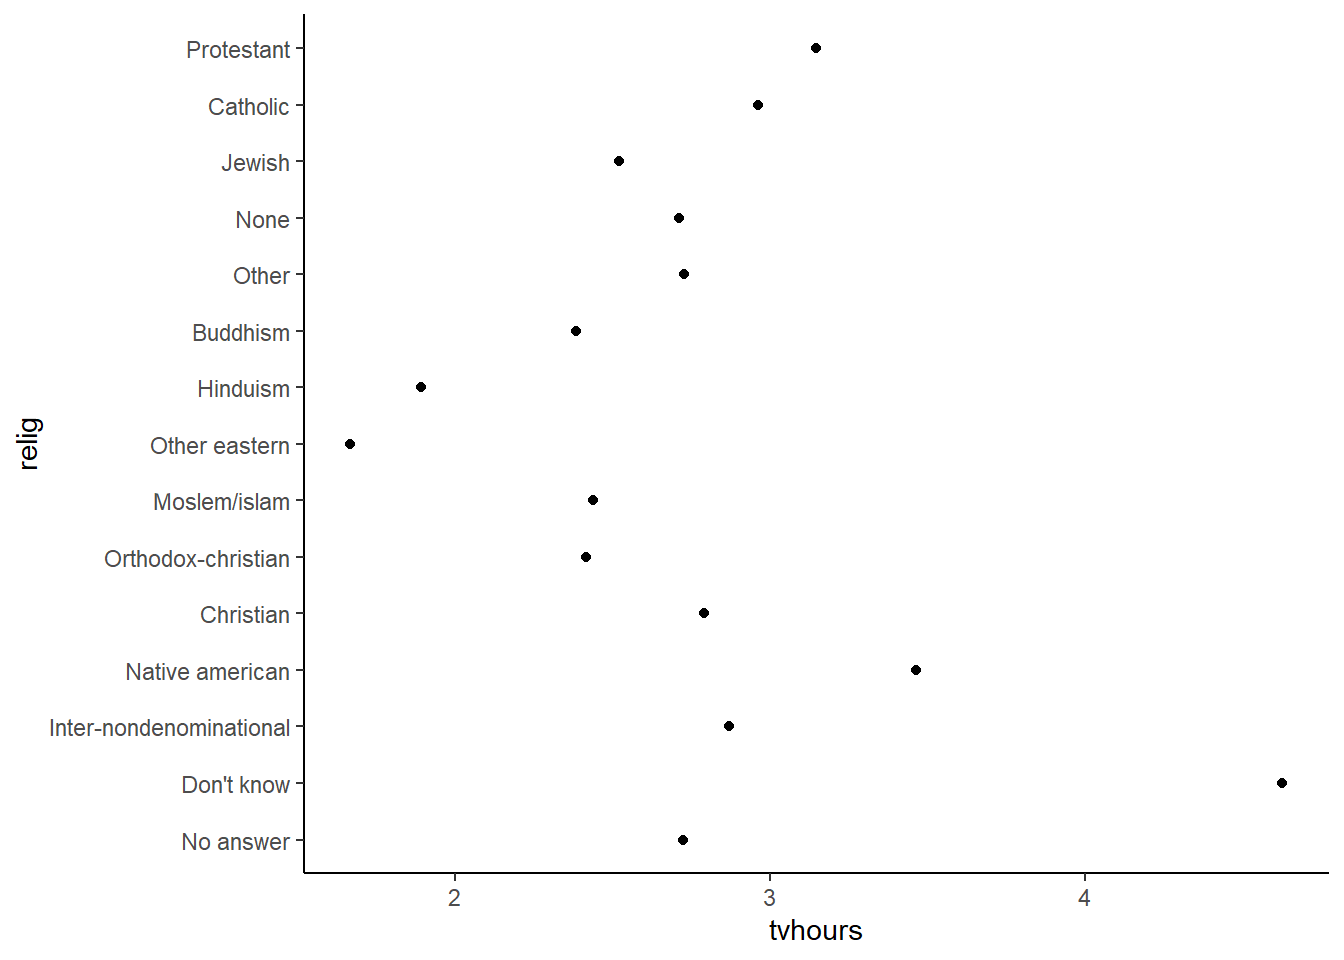 Protestant
Catholic
Jewish
None
Other
Buddhism
Hinduism
Other eastern
Moslem/islam
Orthodox-christian
Christian
Native american
Inter-nondenominational
Don't know
No answer
relig
2 3 4
tvhours